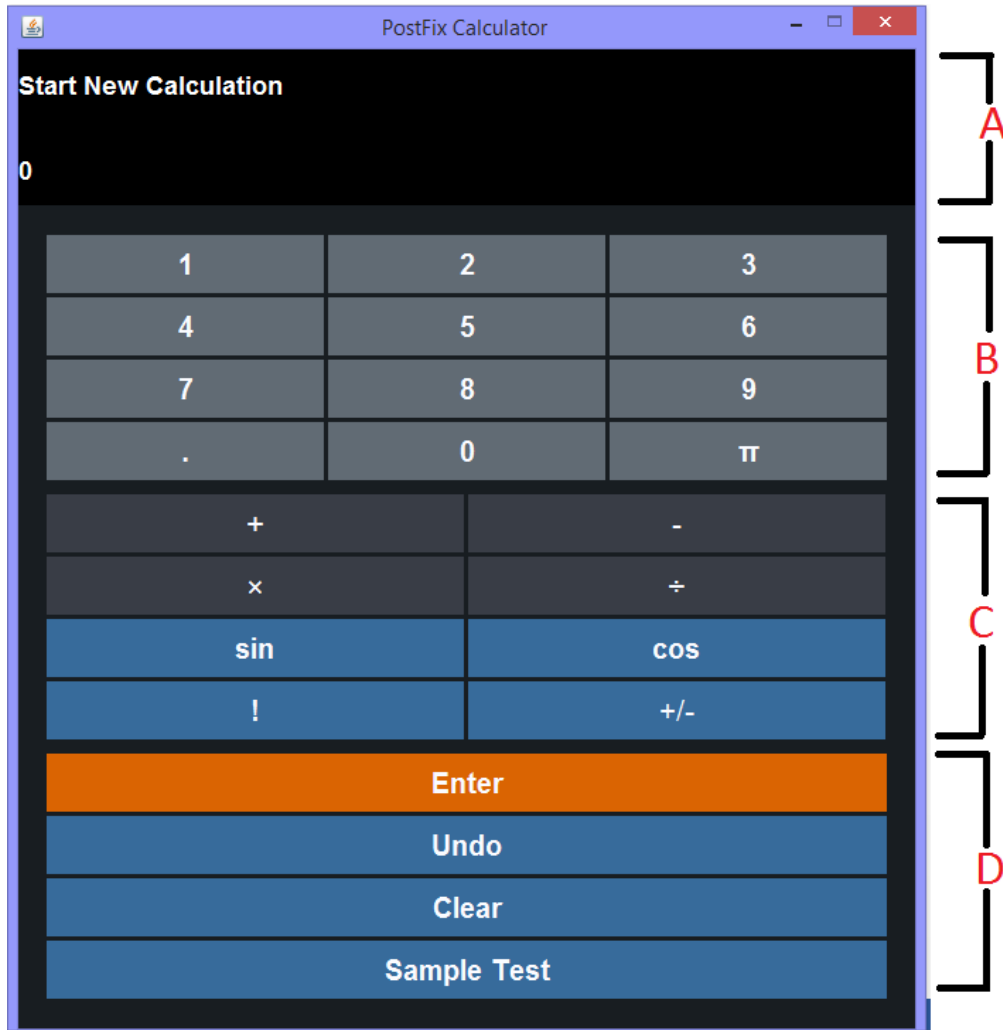 PostFix Calculator
Start New Calculation
0
A
1 2 3
4 5 6
7 8 9
. 0 π
B
+ -
× ÷
sin cos
! +/-
C
Enter
Undo
Clear
Sample Test
D